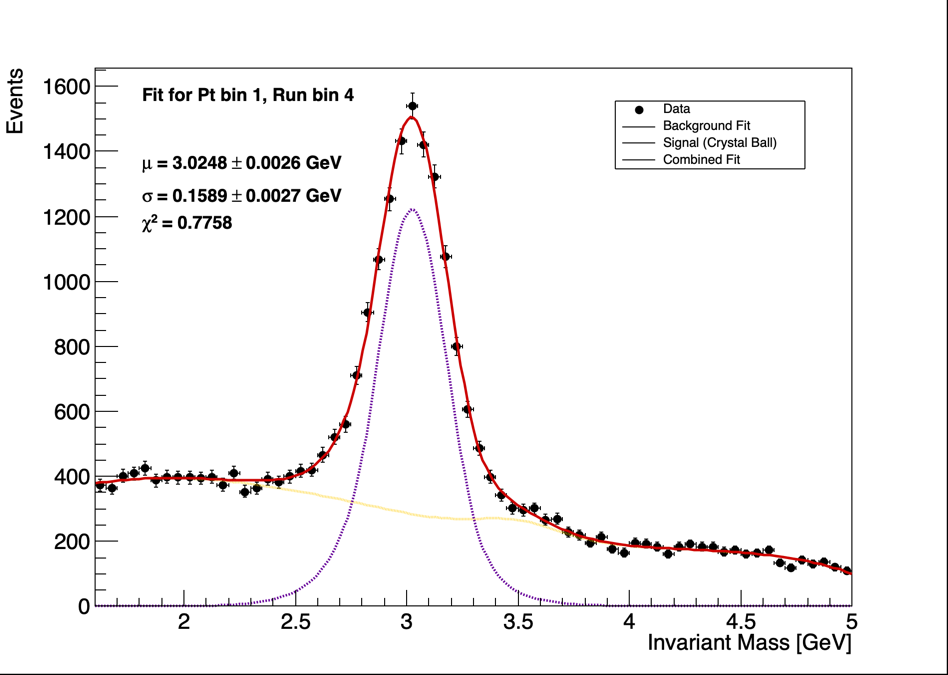 Events
Fit for Pt bin 1, Run bin 4
μ = 3.0248 ± 0.0026 GeV
σ = 0.1589 ± 0.0027 GeV
χ² = 0.7758
Data
Background Fit
Signal (Crystal Ball)
Combined Fit
1600
1400
1200
1000
800
600
400
200
0
2 2.5 3 3.5 4 4.5 5
Invariant Mass [GeV]